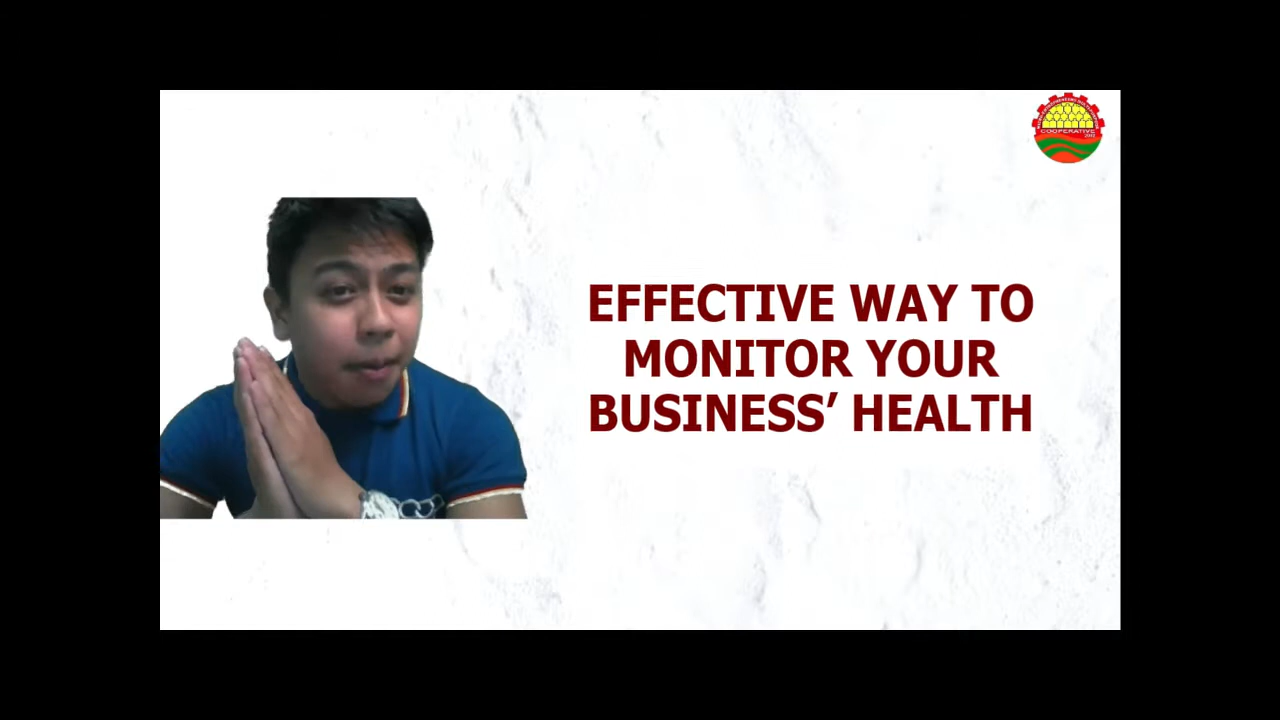 COOPERATIVE
EFFECTIVE WAY TO
MONITOR YOUR
BUSINESS’ HEALTH